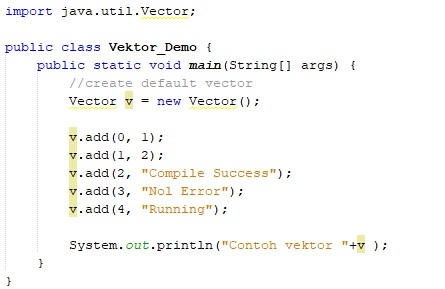 import java.util.Vector;
public class Vektor_Demo {
public static void main(String[] args) {
//create default vector
Vector v = new Vector();
v.add(0, 1);
v.add(1, 2);
v.add(2, "Compile Success");
v.add(3, "Nol Error");
v.add(4, "Running");
System.out.println("Contoh vektor "+v );
}
}